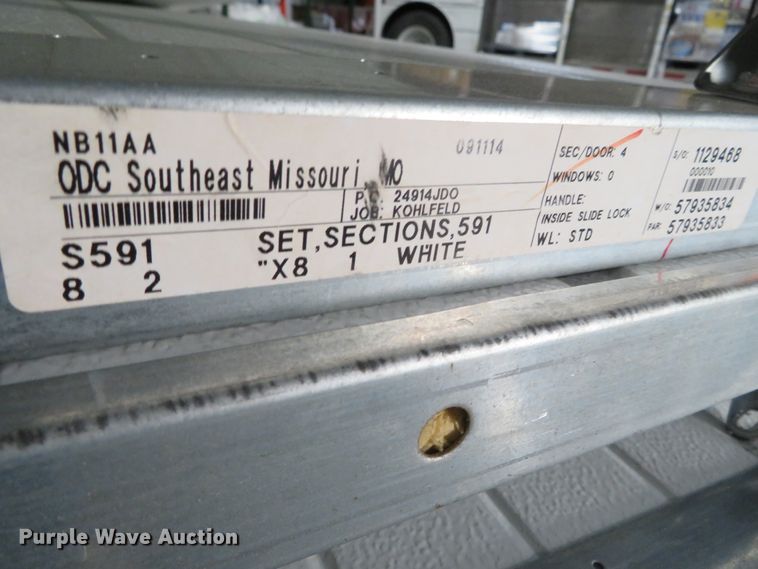 NB11AA
091114
ODC Southeast Missouri, MO
P 24914JDO
JOB: KOHLFELD
S591 SET,SECTIONS,591
8 2 "X8 1 WHITE
SEC/DOOR: 4
WINDOWS: 0
HANDLE:
INSIDE SLIDE LOCK
WL: STD
S/O: 1129468
000010
W/O: 57935834
PAR: 57935833
Purple Wave Auction